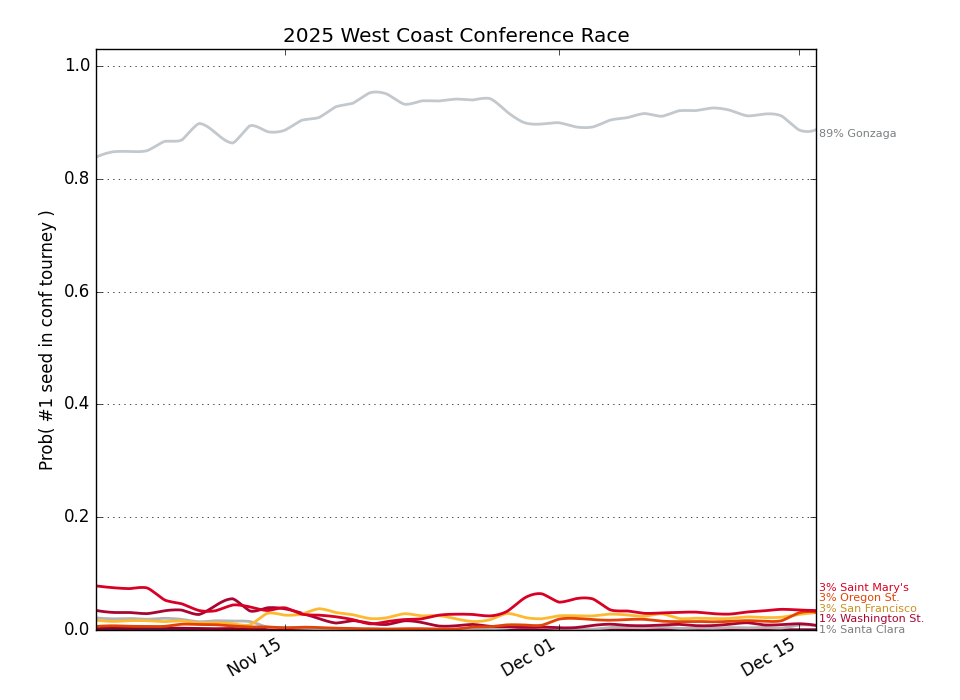 2025 West Coast Conference Race
Prob( #1 seed in conf tourney )
1.0
0.8
0.6
0.4
0.2
0.0
Nov 15
Dec 01
Dec 15
89% Gonzaga
3% Saint Mary's
3% Oregon St.
3% San Francisco
1% Washington St.
1% Santa Clara